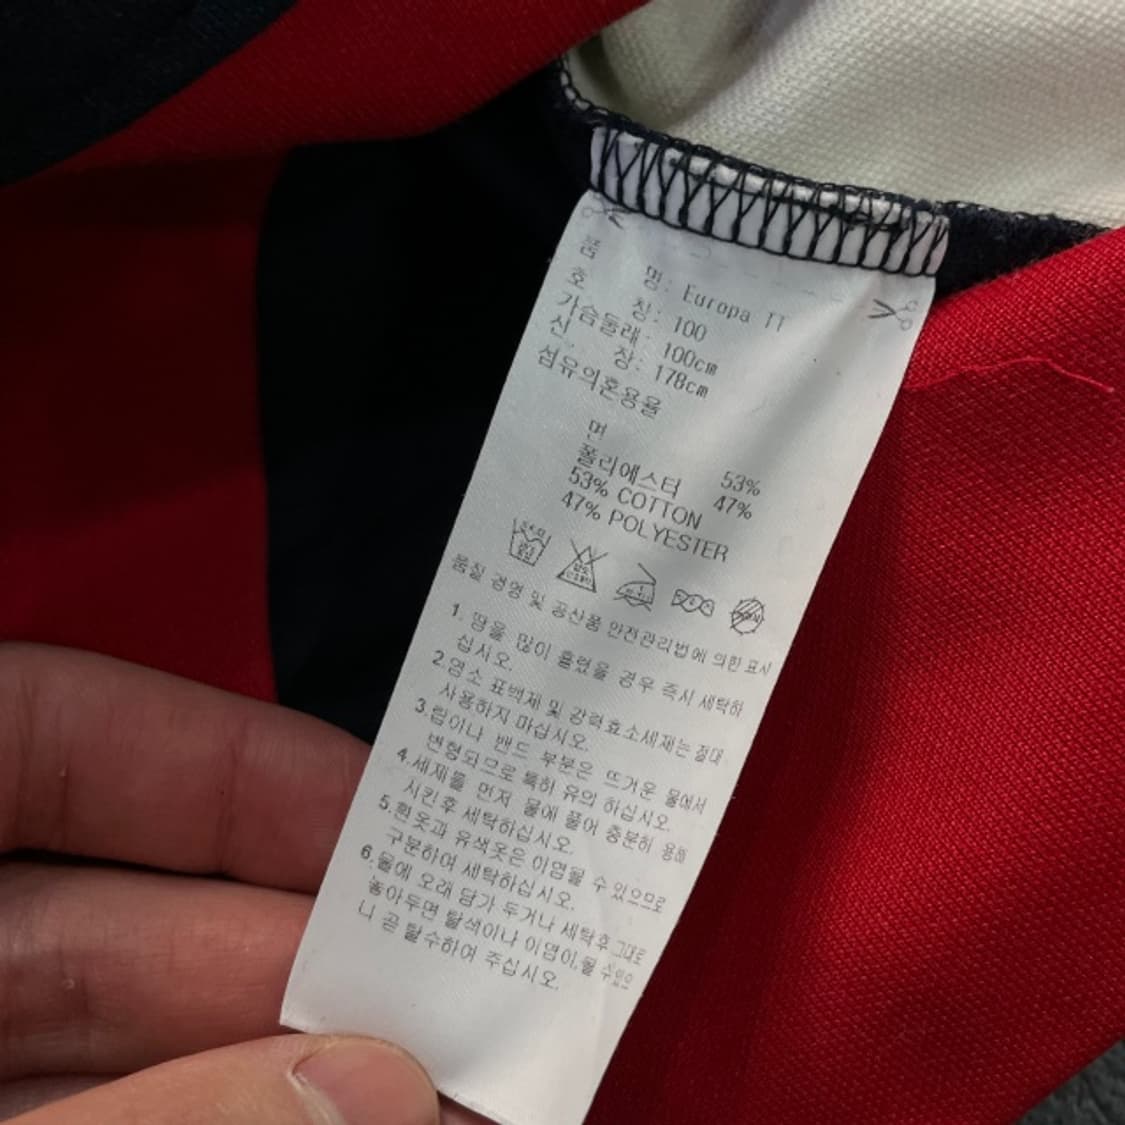 품 명: Europa TT
호 칭: 100
가슴둘레: 100cm
신 장: 178cm
섬유의혼용율
면 53%
폴리에스터 47%
53% COTTON
47% POLYESTER
품질 경영 및 공산품 안전관리법에 의한 표시
1. 땀을 많이 흘렸을 경우 즉시 세탁하
십시오.
2.염소 표백제 및 강력효소세제는 절대
사용하지 마십시오.
3.립이나 밴드 부분은 뜨거운 물에서
변형되므로 특히 유의 하십시오.
4.세제를 먼저 물에 풀어 충분히 용해
시킨후 세탁하십시오.
5.흰옷과 유색옷은 이염될 수 있으므로
구분하여 세탁하십시오.
6.물에 오래 담가 두거나 세탁후 그대로
놓아두면 탈색이나 이염이 될 수있으
니 곧 탈수하여 주십시오.